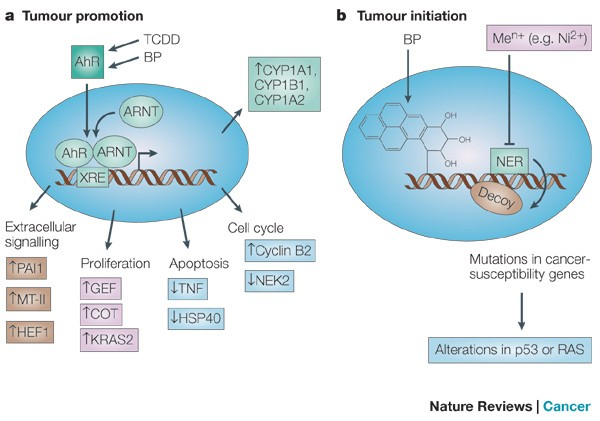 a Tumour promotion
TCDD
BP
AhR
ARNT
AhR
ARNT
XRE
↑CYP1A1,
CYP1B1,
CYP1A2
Extracellular
signalling
↑PAI1
↑MT-II
↑HEF1
Proliferation
↑GEF
↑COT
↑KRAS2
Apoptosis
↓TNF
↓HSP40
Cell cycle
↑Cyclin B2
↓NEK2
b Tumour initiation
BP
Meⁿ⁺ (e.g. Ni²⁺)
OH
OH
OH
NER
Decoy
Mutations in cancer-
susceptibility genes
Alterations in p53 or RAS
Nature Reviews | Cancer